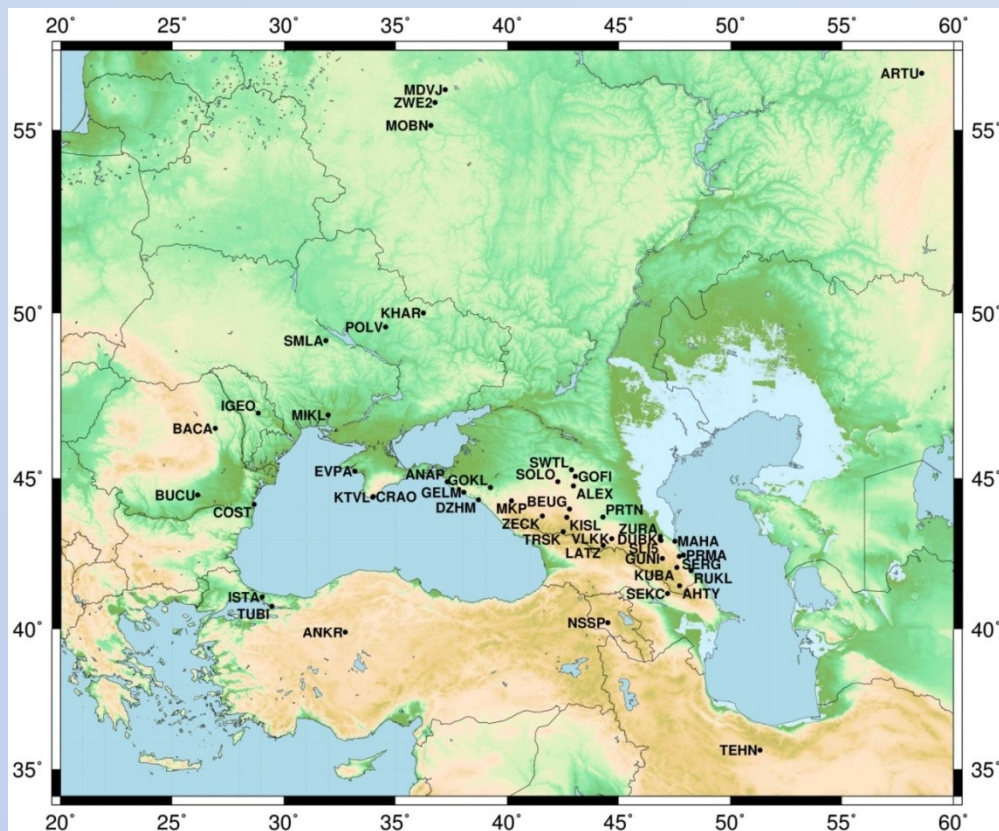 20° 25° 30° 35° 40° 45° 50° 55° 60°
ARTU
MDVJ
ZWE2
55° 55°
MOBN
50° 50°
KHAR
POLV
SMLA
IGEO
MIKL
BACA
SWTL
EVPA
ANAP
SOLO
GOFI
45° 45°
GOKL
BUCU
KTVL
CRAO
GELM
ALEX
COST
DZHM
MKP
BEUG
PRTN
ZECK
KISL
ZURA
TRSK
VLKK
DUBK
MAHA
LATZ
PRMA
GUNI
SERG
KUBA
RUKL
SEKC
AHTY
ISTA
TUBI
NSSP
ANKR
40° 40°
TEHN
35° 35°
20° 25° 30° 35° 40° 45° 50° 55° 60°